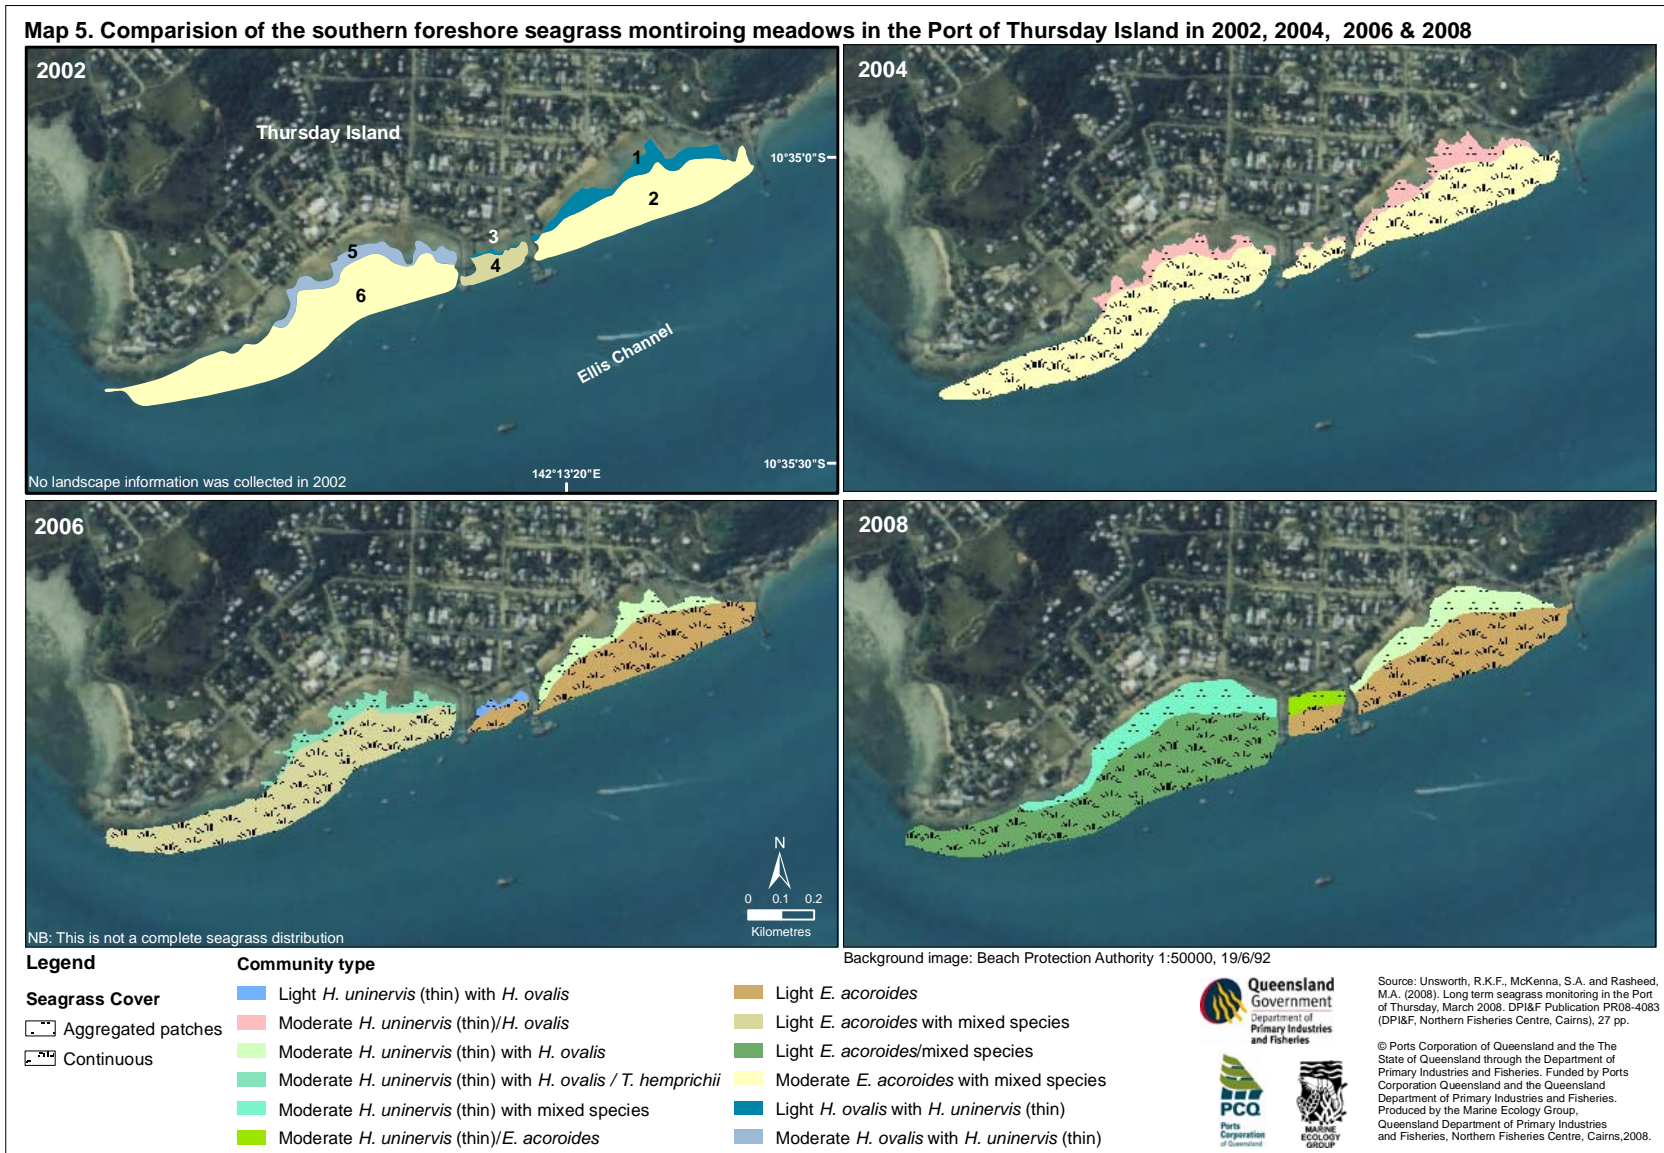 Map 5. Comparision of the southern foreshore seagrass montiroing meadows in the Port of Thursday Island in 2002, 2004, 2006 & 2008
2002
Thursday Island
1
2
3
4
5
6
Ellis Channel
10°35'0"S
10°35'30"S
142°13'20"E
No landscape information was collected in 2002
2004
2006
N
0 0.1 0.2
Kilometres
NB: This is not a complete seagrass distribution
2008
Background image: Beach Protection Authority 1:50000, 19/6/92
Legend
Seagrass Cover
Aggregated patches
Continuous
Community type
Light H. uninervis (thin) with H. ovalis
Moderate H. uninervis (thin)/H. ovalis
Moderate H. uninervis (thin) with H. ovalis
Moderate H. uninervis (thin) with H. ovalis / T. hemprichii
Moderate H. uninervis (thin) with mixed species
Moderate H. uninervis (thin)/E. acoroides
Light E. acoroides
Light E. acoroides with mixed species
Light E. acoroides/mixed species
Moderate E. acoroides with mixed species
Light H. ovalis with H. uninervis (thin)
Moderate H. ovalis with H. uninervis (thin)
Queensland
Government
Department of
Primary Industries
and Fisheries
PCQ
Ports
Corporation
of Queensland
MARINE
ECOLOGY
GROUP
Source: Unsworth, R.K.F., McKenna, S.A. and Rasheed,
M.A. (2008). Long term seagrass monitoring in the Port
of Thursday, March 2008. DPI&F Publication PR08-4083
(DPI&F, Northern Fisheries Centre, Cairns), 27 pp.
© Ports Corporation of Queensland and the The
State of Queensland through the Department of
Primary Industries and Fisheries. Funded by Ports
Corporation Queensland and the Queensland
Department of Primary Industries and Fisheries.
Produced by the Marine Ecology Group,
Queensland Department of Primary Industries
and Fisheries, Northern Fisheries Centre, Cairns,2008.